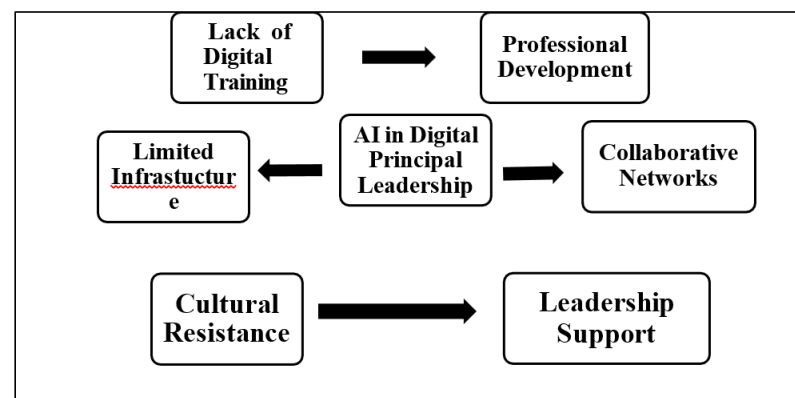 Lack of
Digital
Training
Professional
Development
Limited
Infrastuctur
e
AI in Digital
Principal
Leadership
Collaborative
Networks
Cultural
Resistance
Leadership
Support